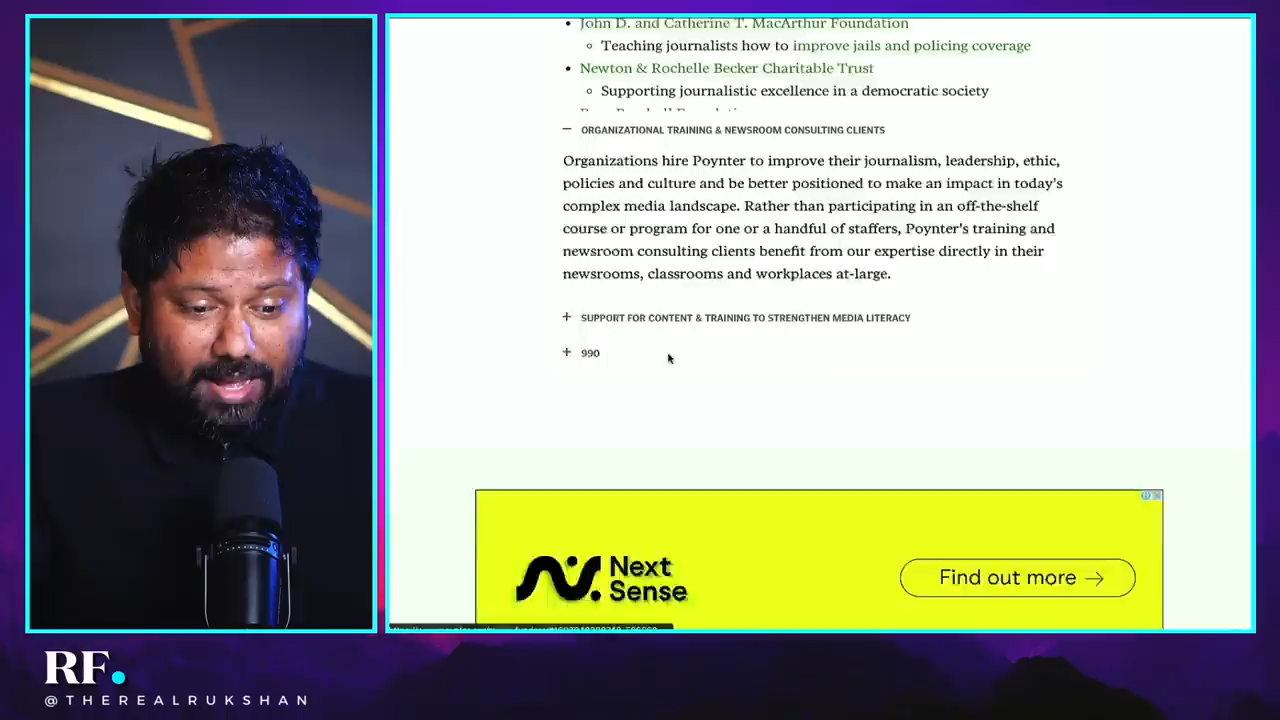 John D. and Catherine T. MacArthur Foundation
Teaching journalists how to improve jails and policing coverage
Newton & Rochelle Becker Charitable Trust
Supporting journalistic excellence in a democratic society
ORGANIZATIONAL TRAINING & NEWSROOM CONSULTING CLIENTS
Organizations hire Poynter to improve their journalism, leadership, ethic,
policies and culture and be better positioned to make an impact in today's
complex media landscape. Rather than participating in an off-the-shelf
course or program for one or a handful of staffers, Poynter's training and
newsroom consulting clients benefit from our expertise directly in their
newsrooms, classrooms and workplaces at-large.
SUPPORT FOR CONTENT & TRAINING TO STRENGTHEN MEDIA LITERACY
990
Next
Sense
Find out more →
RF.
@THEREALRUKSHAN